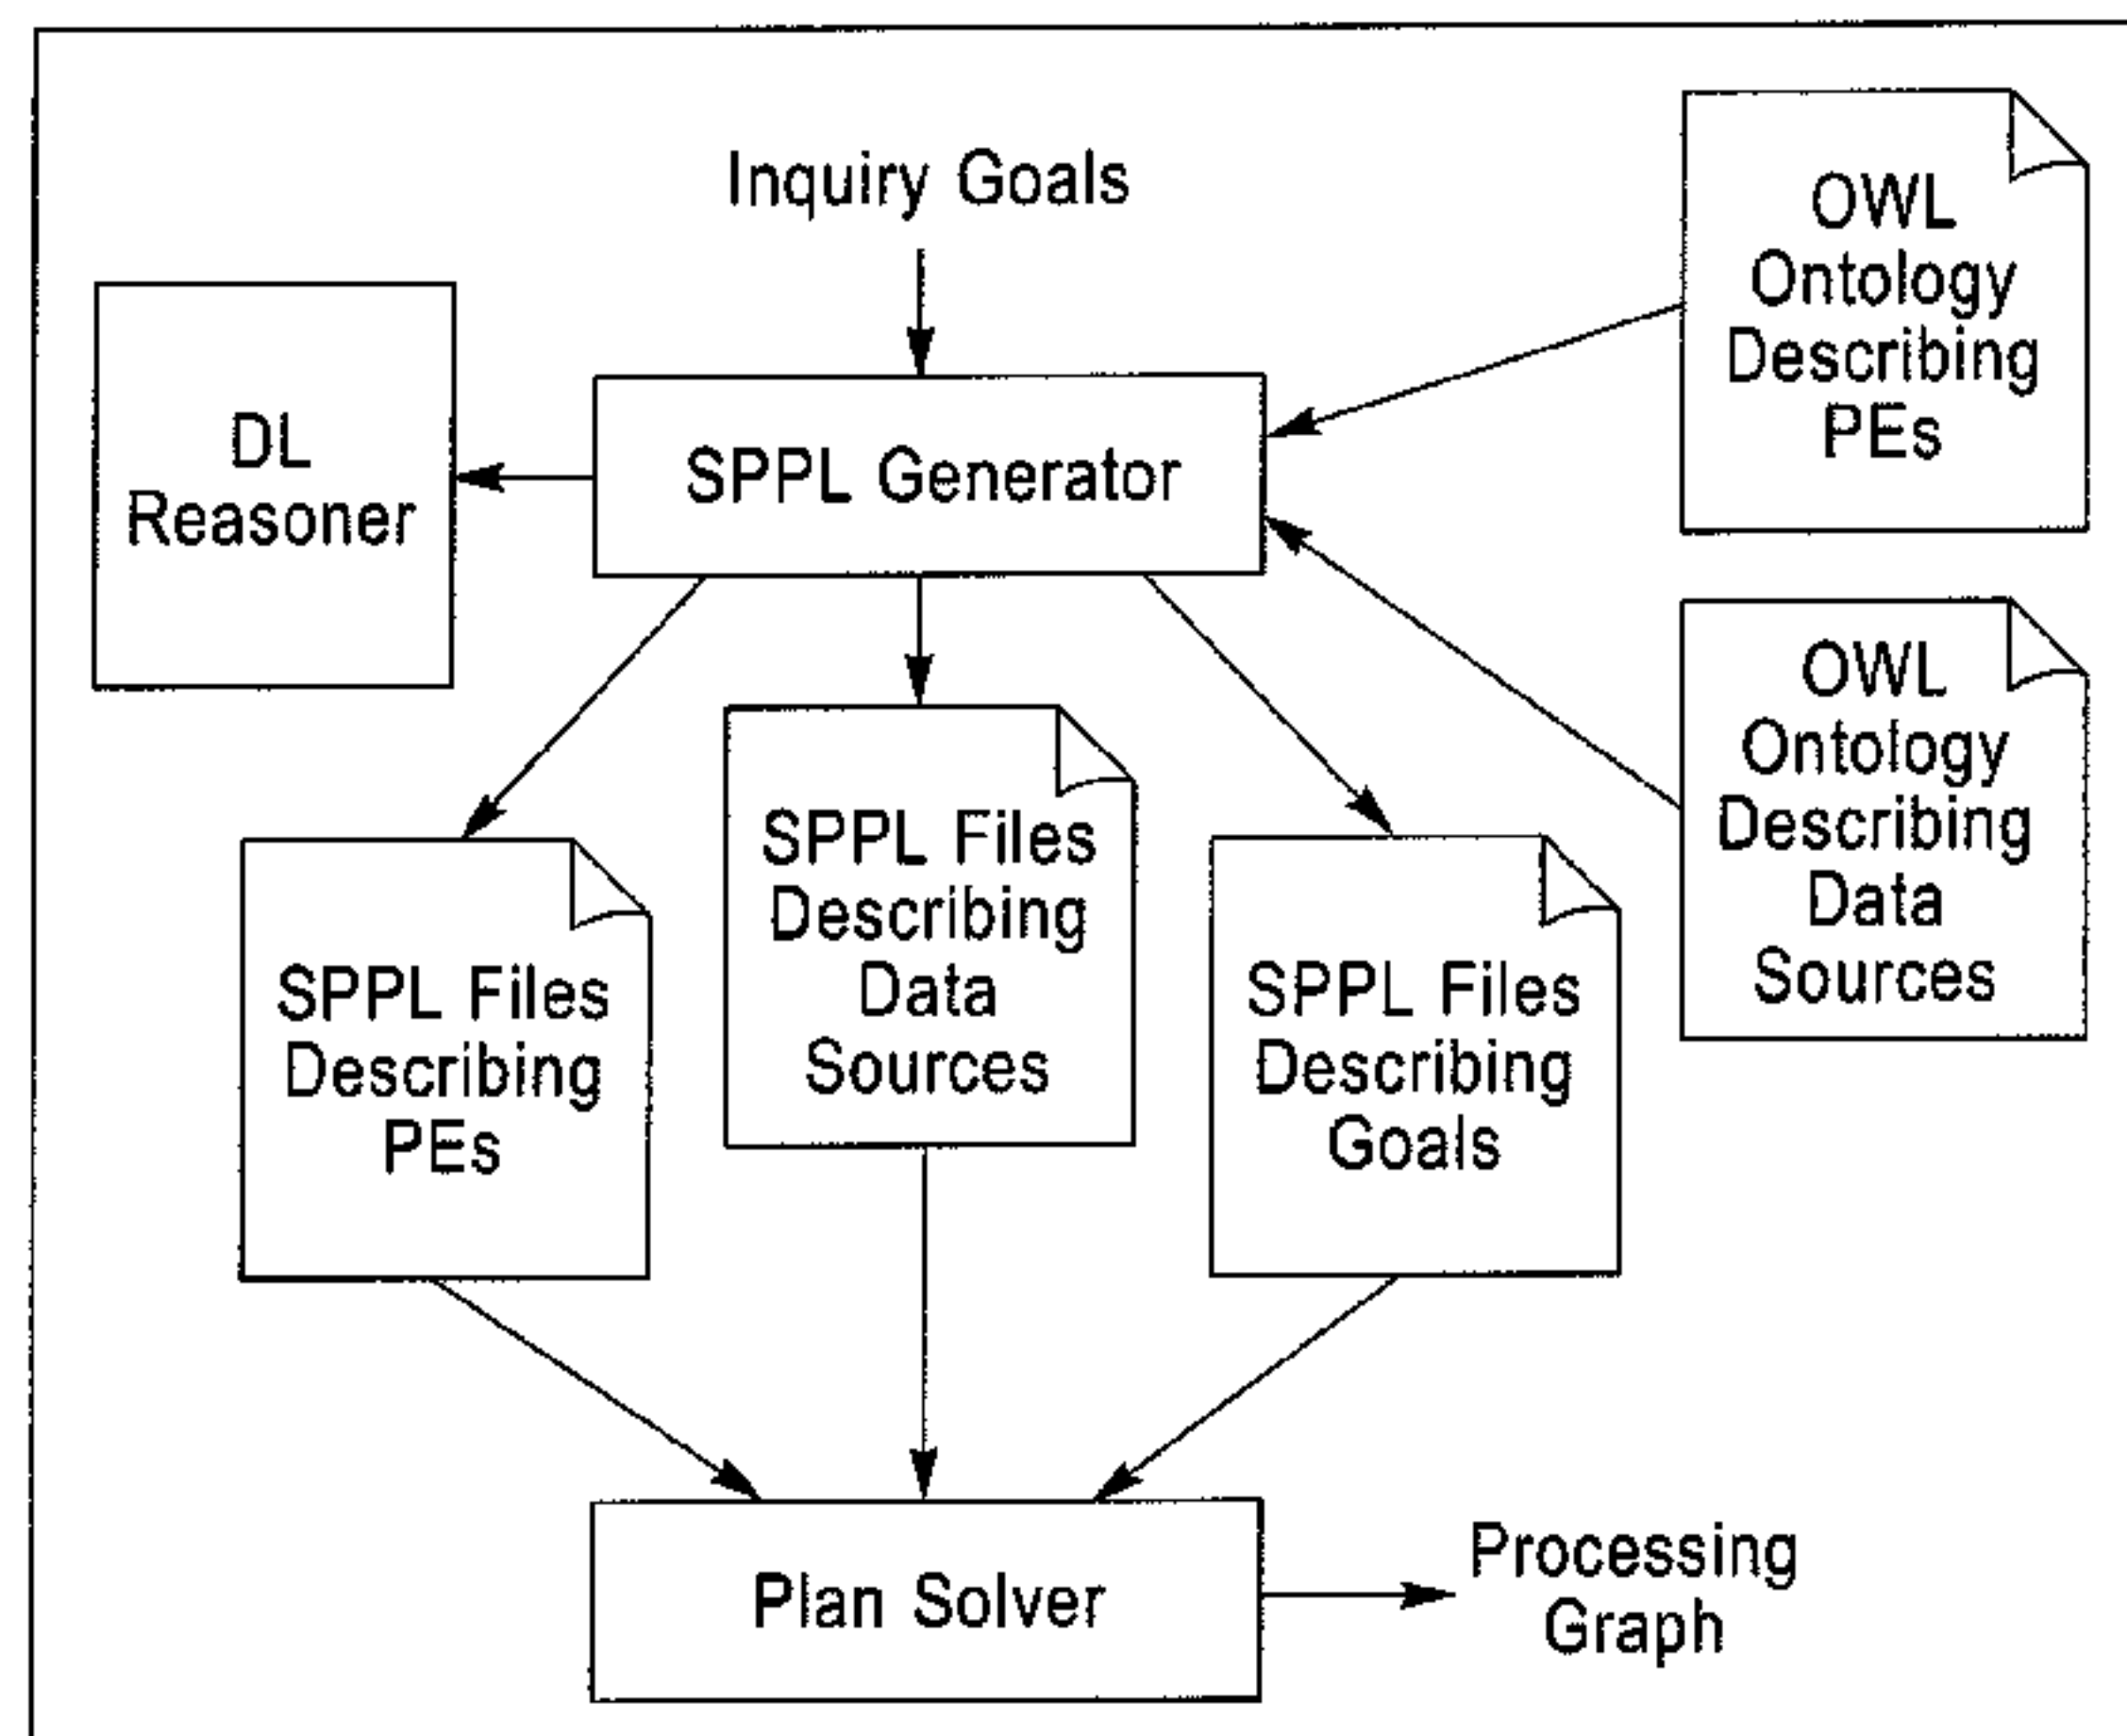 Inquiry Goals
OWL
Ontology
Describing
PEs
DL
Reasoner
SPPL Generator
OWL
Ontology
Describing
Data
Sources
SPPL Files
Describing
PEs
SPPL Files
Describing
Data
Sources
SPPL Files
Describing
Goals
Plan Solver
Processing
Graph